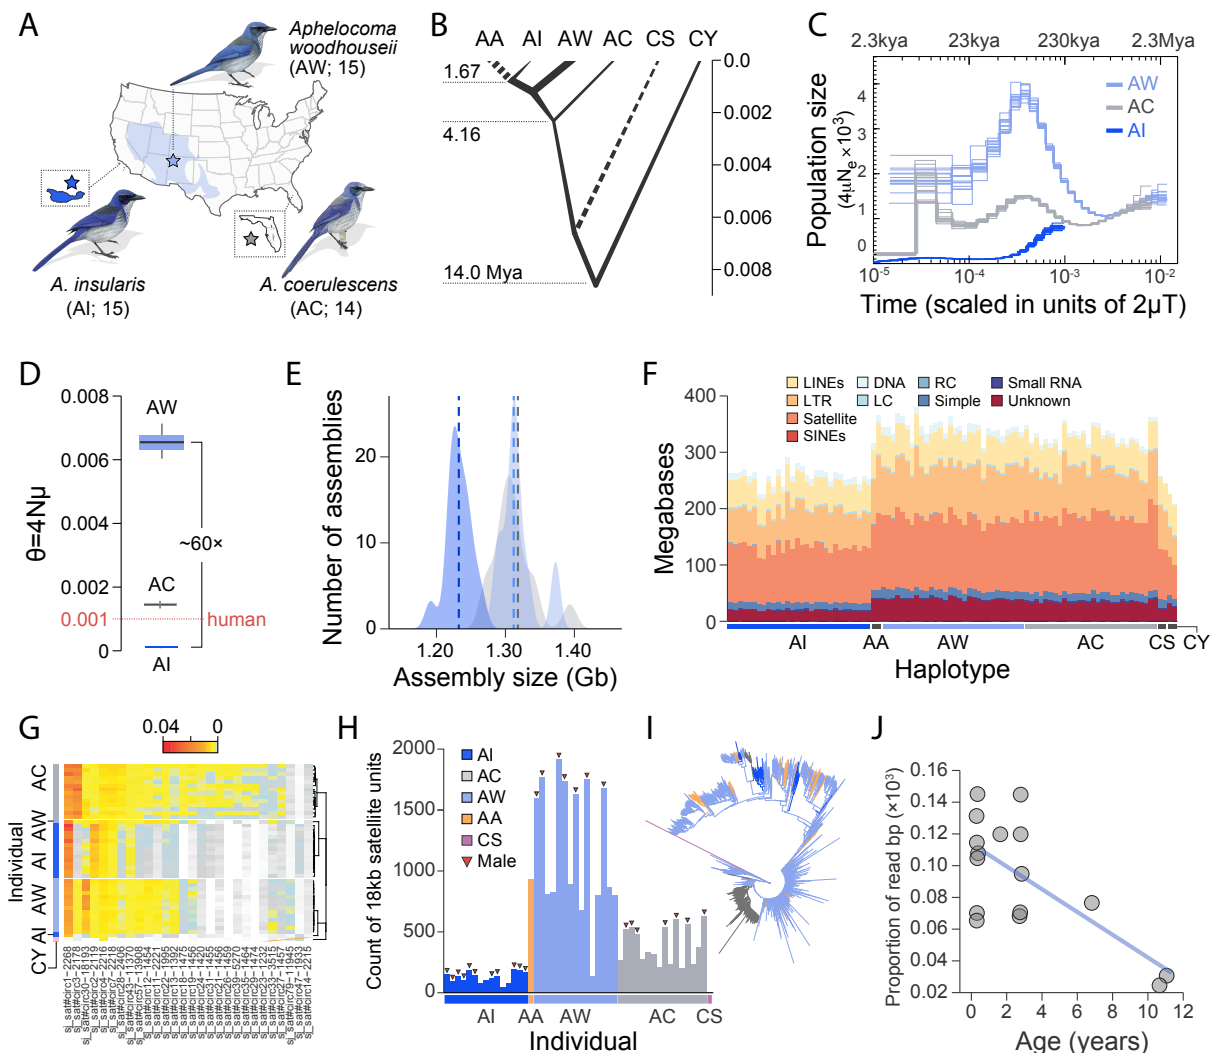 A
Aphelocoma
woodhouseii
(AW; 15)
A. insularis
(AI; 15)
A. coerulescens
(AC; 14)
B
AA AI AW AC CS CY
1.67
4.16
14.0 Mya
0.0
0.002
0.004
0.006
0.008
C
2.3kya 23kya 230kya 2.3Mya
Population size
(4μNe ×10³)
4
3
2
1
0
AW
AC
AI
10⁻⁵ 10⁻⁴ 10⁻³ 10⁻²
Time (scaled in units of 2μT)
D
θ=4Nμ
0.008
0.006
0.004
0.002
0.001
0
AW
AC
AI
~60×
human
E
Number of assemblies
20
10
0
1.20 1.30 1.40
Assembly size (Gb)
F
LINEs
LTR
Satellite
SINEs
DNA
LC
RC
Simple
Small RNA
Unknown
Megabases
400
300
200
100
0
AI AA AW AC CS CY
Haplotype
G
0.04 0
Individual
AC
AW
AI
AW
AI
CY
H
Count of 18kb satellite units
2000
1500
1000
500
0
AI
AC
AW
AA
CS
Male
AI AA AW AC CS
Individual
I
J
Proportion of read bp (×10³)
0.16
0.14
0.12
0.10
0.08
0.06
0.04
0.02
0 2 4 6 8 10 12
Age (years)